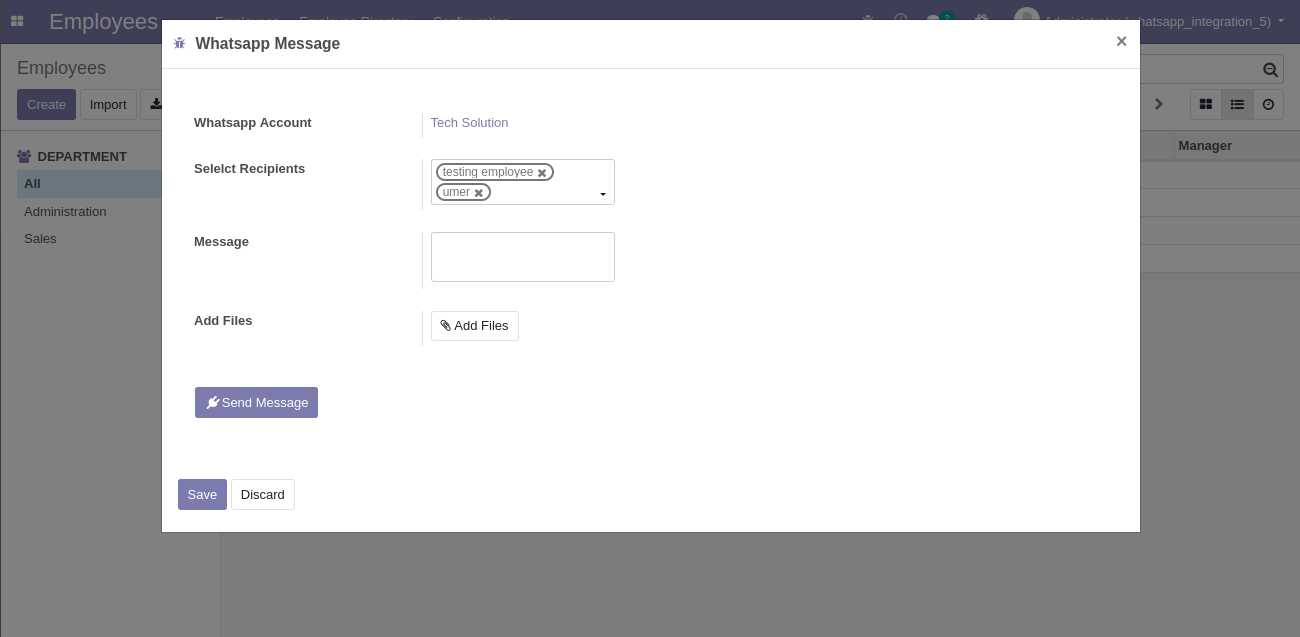 Employees
Employees Employee Directory Configuration
2
Administrator (whatsapp_integration_5)
Whatsapp Message
×
Employees
Create
Import
Whatsapp Account
Tech Solution
DEPARTMENT
Manager
Selelct Recipients
testing employee
umer
All
Administration
Sales
Message
Add Files
Add Files
Send Message
Save
Discard